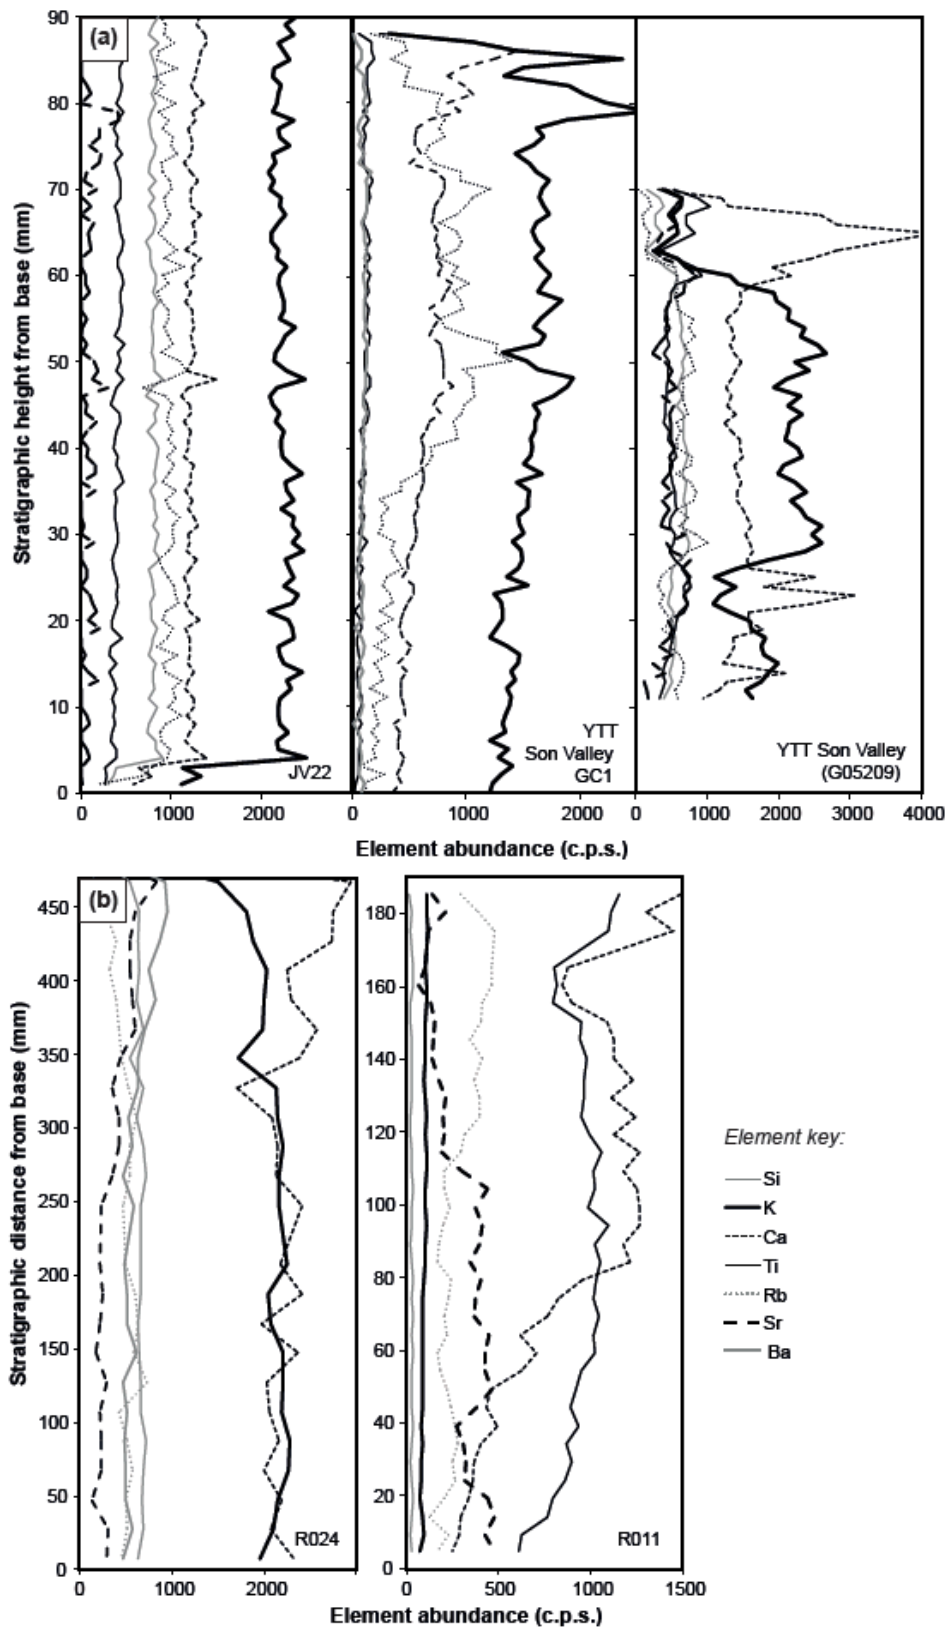 (a)
90
80
70
60
50
40
30
20
10
0
Stratigraphic height from base (mm)
JV22
YTT
Son Valley
GC1
YTT Son Valley
(G05209)
0 1000 2000 0 1000 2000 0 1000 2000 3000 4000
Element abundance (c.p.s.)
(b)
450
400
350
300
250
200
150
100
50
0
Stratigraphic distance from base (mm)
R024
180
160
140
120
100
80
60
40
20
0
R011
0 1000 2000 0 500 1000 1500
Element abundance (c.p.s.)
Element key:
Si
K
Ca
Ti
Rb
Sr
Ba